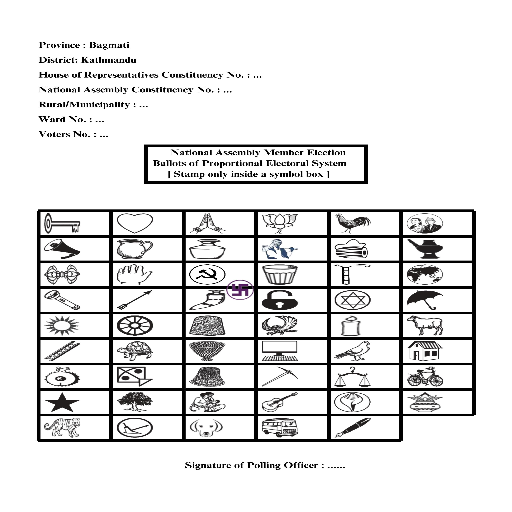 Province : Bagmati
District: Kathmandu
House of Representatives Constituency No. : ...
National Assembly Constituency No. : ...
Rural/Municipality : ...
Ward No. : ...
Voters No. : ...
National Assembly Member Election
Ballots of Proportional Electoral System
[ Stamp only inside a symbol box ]
Signature of Polling Officer : ......